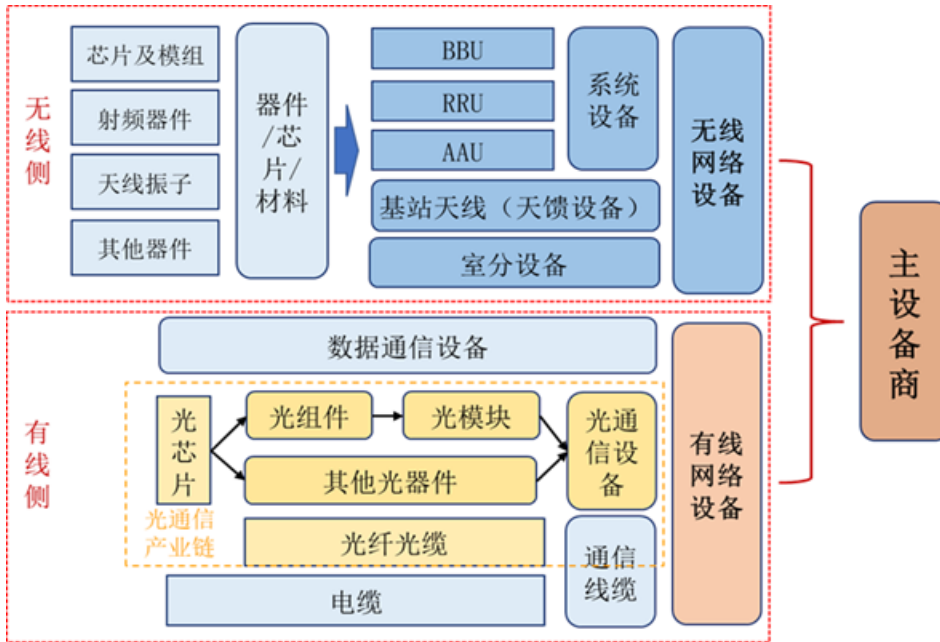 无
线
侧
芯片及模组
射频器件
天线振子
其他器件
器件
/芯
片/
材料
BBU
RRU
AAU
系统
设备
基站天线（天馈设备）
室分设备
无线
网络
设备
主
设
备
商
有
线
侧
数据通信设备
光
芯
片
光组件
光模块
其他光器件
光通
信设
备
光通信
产业链
光纤光缆
电缆
通信
线缆
有线
网络
设备